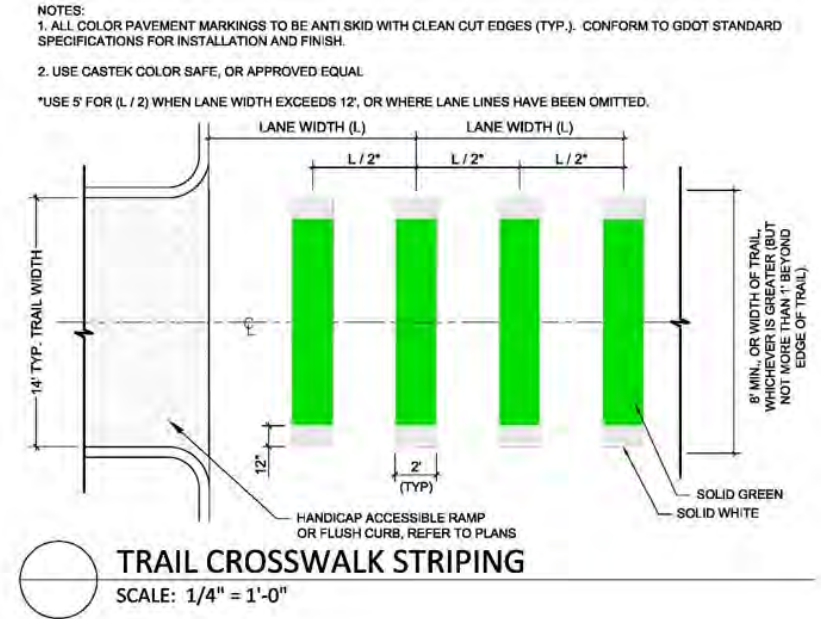 NOTES:
1. ALL COLOR PAVEMENT MARKINGS TO BE ANTI SKID WITH CLEAN CUT EDGES (TYP.).  CONFORM TO GDOT STANDARD
SPECIFICATIONS FOR INSTALLATION AND FINISH.
2. USE CASTEK COLOR SAFE, OR APPROVED EQUAL
*USE 5' FOR (L / 2) WHEN LANE WIDTH EXCEEDS 12', OR WHERE LANE LINES HAVE BEEN OMITTED.
LANE WIDTH (L)
LANE WIDTH (L)
L / 2*
L / 2*
L / 2*
14' TYP. TRAIL WIDTH
CL
8' MIN., OR WIDTH OF TRAIL,
WHICHEVER IS GREATER (BUT
NOT MORE THAN 1' BEYOND
EDGE OF TRAIL).
12"
2'
(TYP)
SOLID GREEN
SOLID WHITE
HANDICAP ACCESSIBLE RAMP
OR FLUSH CURB, REFER TO PLANS
TRAIL CROSSWALK STRIPING
SCALE:  1/4" = 1'-0"